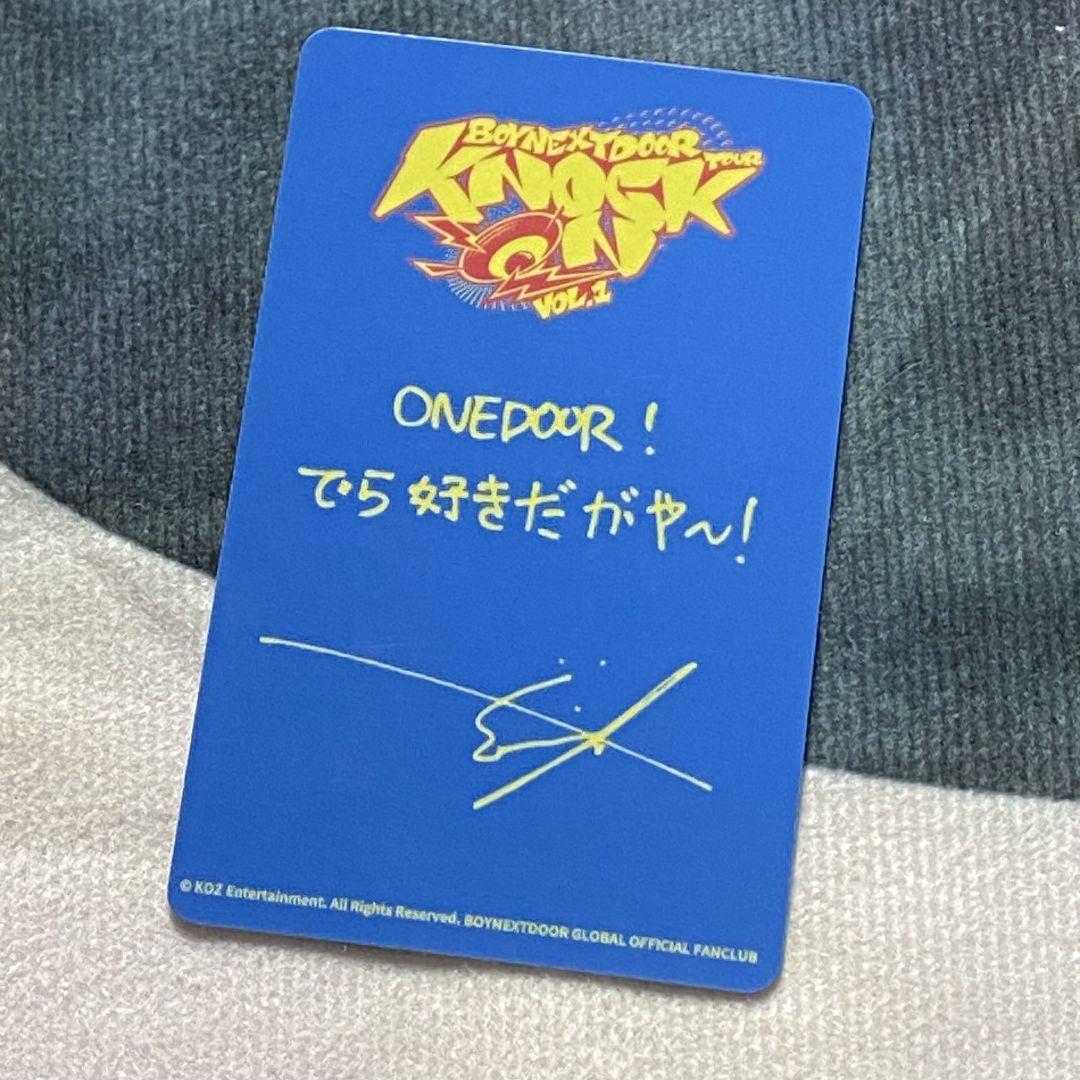 BOYNEXTDOOR
TOUR
KNOCK
ON
VOL.1
ONEDOOR!
でら好きだがや〜!
© KOZ Entertainment. All Rights Reserved. BOYNEXTDOOR GLOBAL OFFICIAL FANCLUB